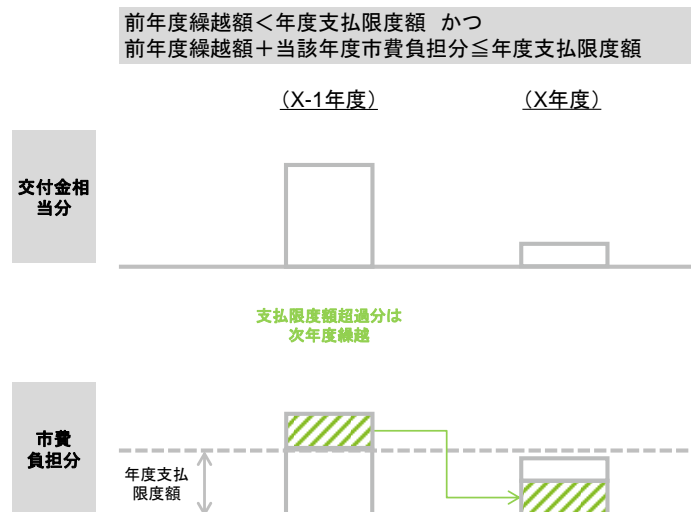 前年度繰越額＜年度支払限度額 かつ
前年度繰越額＋当該年度市費負担分≦年度支払限度額
（X-1年度）
（X年度）
交付金相
当分
支払限度額超過分は
次年度繰越
市費
負担分
年度支払
限度額